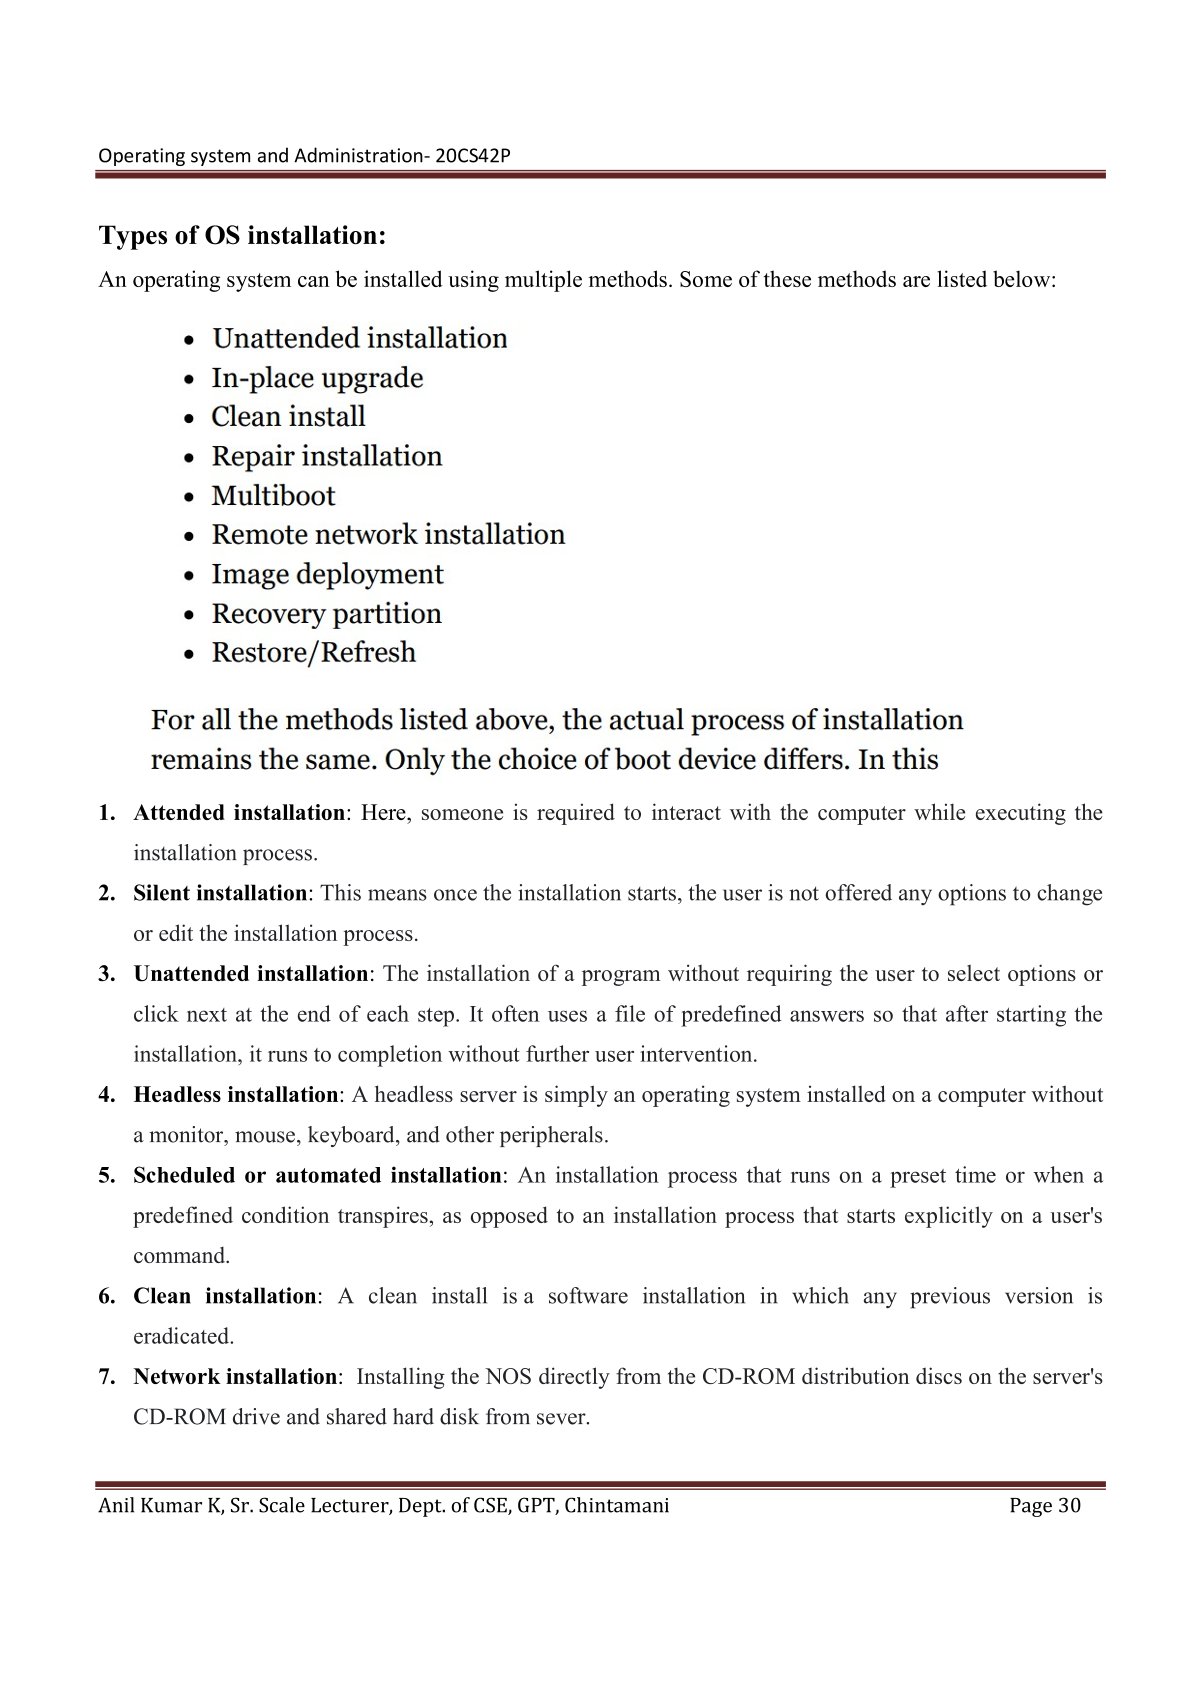 Operating system and Administration- 20CS42P
Types of OS installation:
An operating system can be installed using multiple methods. Some of these methods are listed below:
• Unattended installation
• In-place upgrade
• Clean install
• Repair installation
• Multiboot
• Remote network installation
• Image deployment
• Recovery partition
• Restore/Refresh
For all the methods listed above, the actual process of installation
remains the same. Only the choice of boot device differs. In this
1. Attended installation: Here, someone is required to interact with the computer while executing the
installation process.
2. Silent installation: This means once the installation starts, the user is not offered any options to change
or edit the installation process.
3. Unattended installation: The installation of a program without requiring the user to select options or
click next at the end of each step. It often uses a file of predefined answers so that after starting the
installation, it runs to completion without further user intervention.
4. Headless installation: A headless server is simply an operating system installed on a computer without
a monitor, mouse, keyboard, and other peripherals.
5. Scheduled or automated installation: An installation process that runs on a preset time or when a
predefined condition transpires, as opposed to an installation process that starts explicitly on a user's
command.
6. Clean installation: A clean install is a software installation in which any previous version is
eradicated.
7. Network installation: Installing the NOS directly from the CD-ROM distribution discs on the server's
CD-ROM drive and shared hard disk from sever.
Anil Kumar K, Sr. Scale Lecturer, Dept. of CSE, GPT, Chintamani Page 30